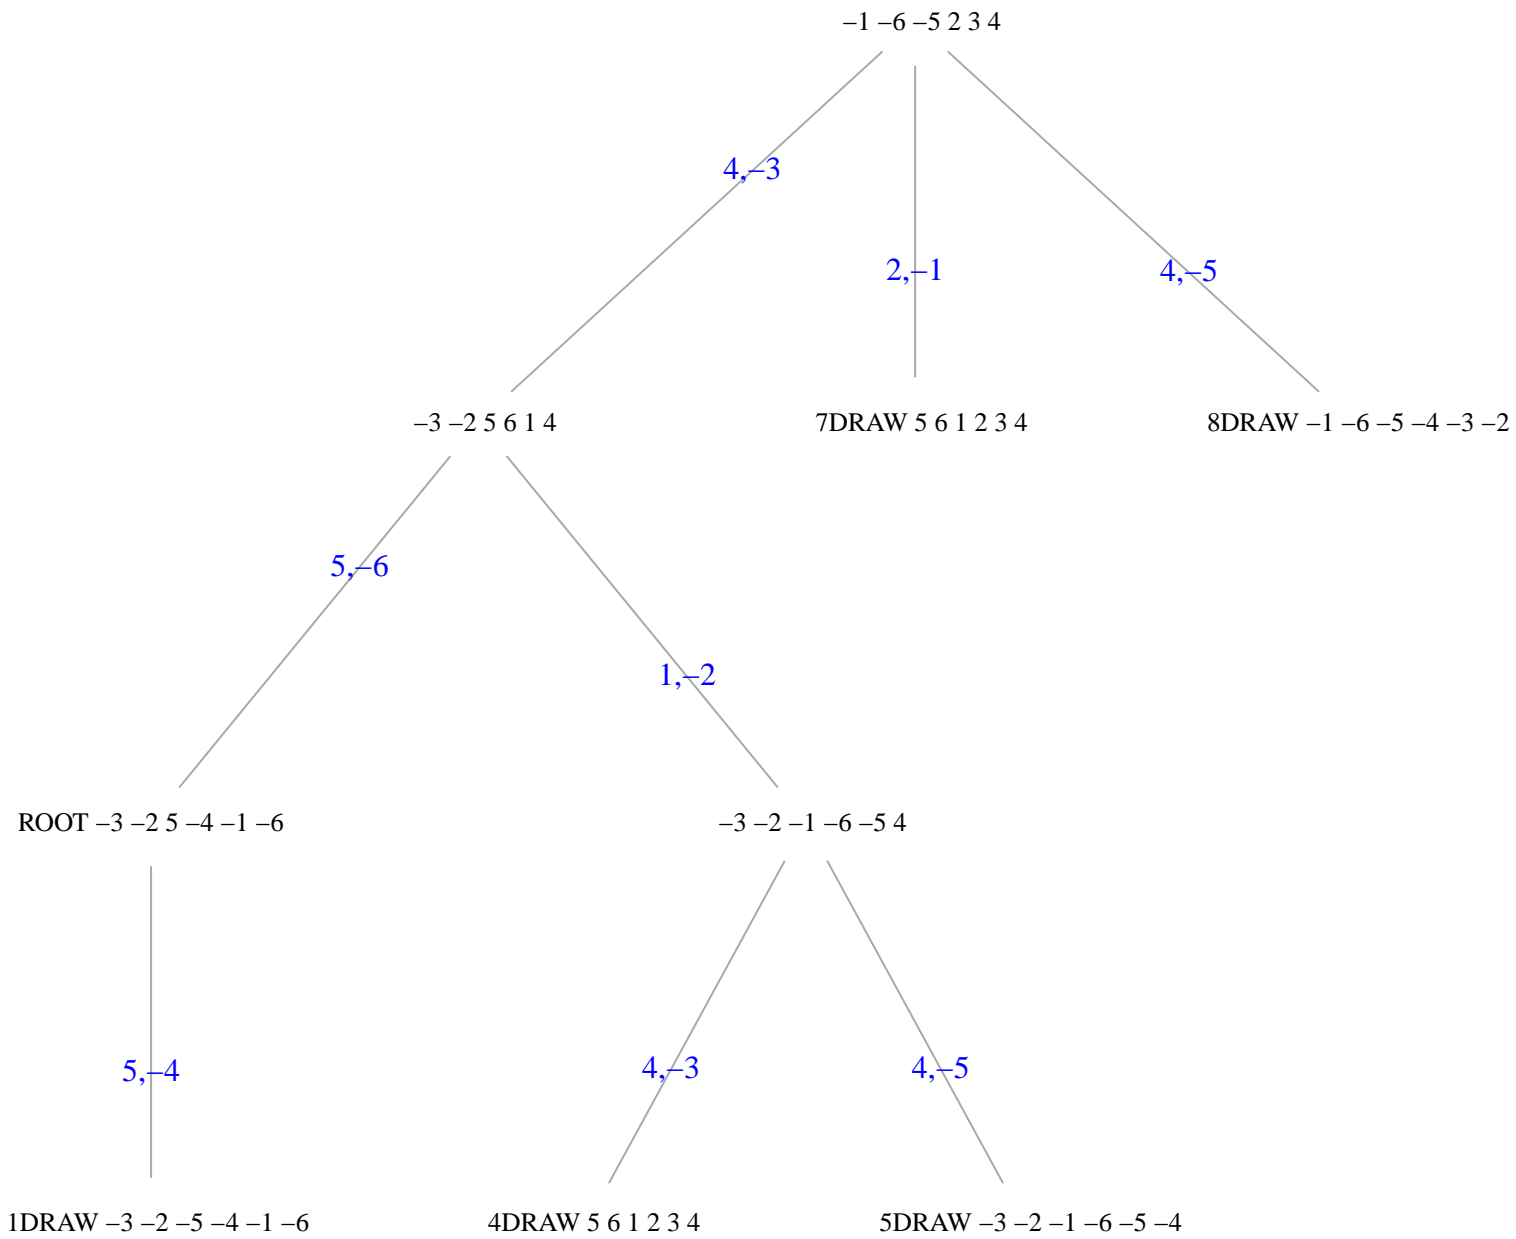 –1 –6 –5 2 3 4
4,–3
2,–1
4,–5
–3 –2 5 6 1 4
7DRAW 5 6 1 2 3 4
8DRAW –1 –6 –5 –4 –3 –2
5,–6
1,–2
ROOT –3 –2 5 –4 –1 –6
–3 –2 –1 –6 –5 4
5,–4
4,–3
4,–5
1DRAW –3 –2 –5 –4 –1 –6
4DRAW 5 6 1 2 3 4
5DRAW –3 –2 –1 –6 –5 –4